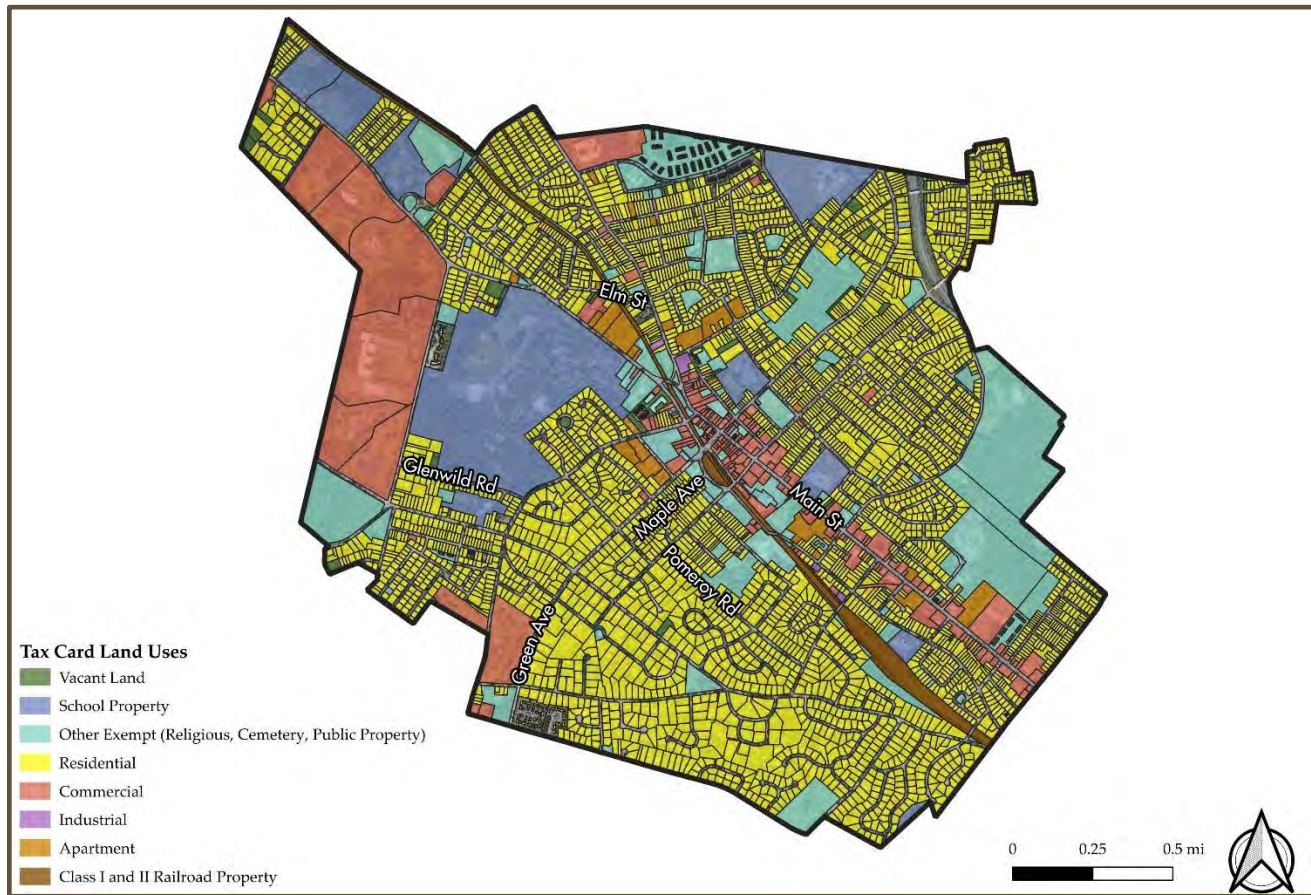 Elm St
Glenwild Rd
Maple Ave
Main St
Pomeroy Rd
Green Ave
Tax Card Land Uses
Vacant Land
School Property
Other Exempt (Religious, Cemetery, Public Property)
Residential
Commercial
Industrial
Apartment
Class I and II Railroad Property
0 0.25 0.5 mi